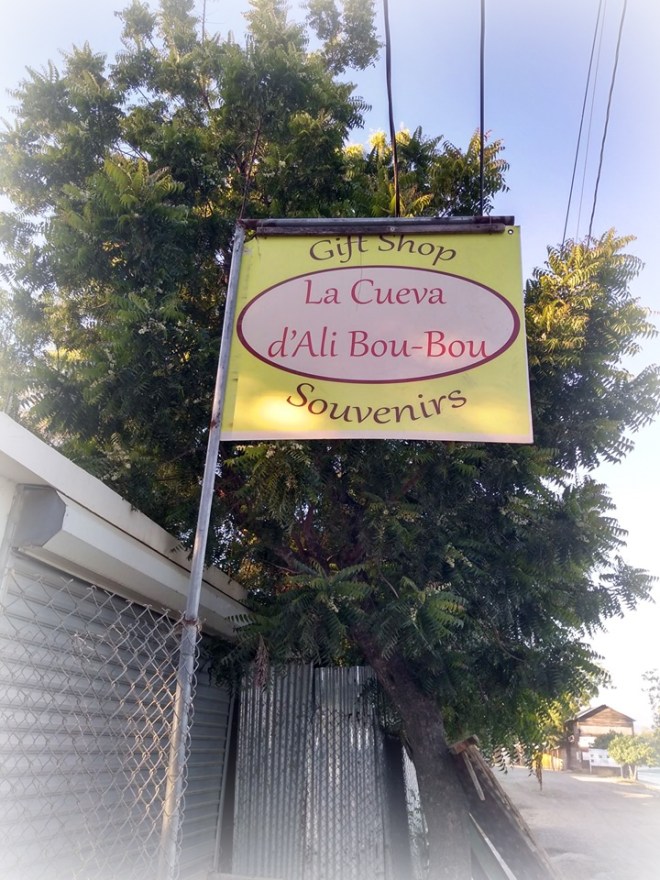 Gift Shop
La Cueva
d'Ali Bou-Bou
Souvenirs